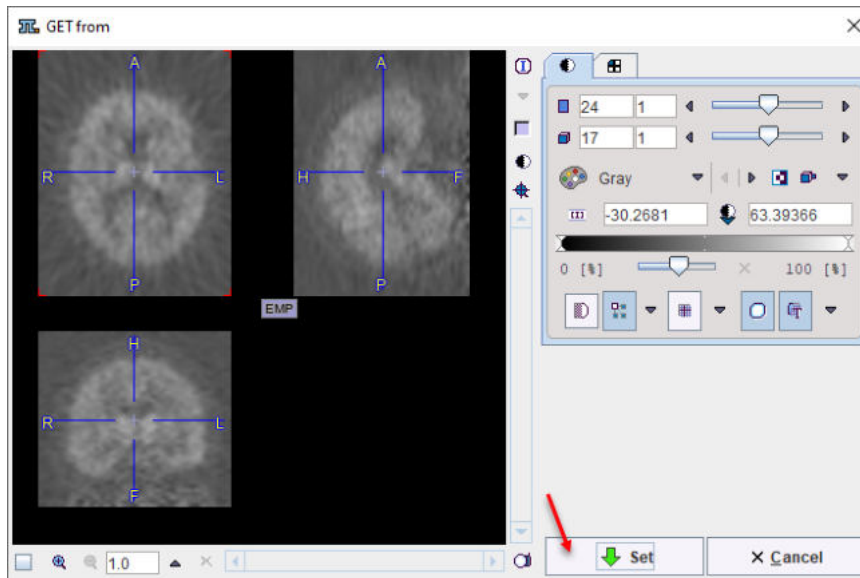 GET from
A
A
R
L
H
F
P
P
EMP
H
R
L
F
1.0
24 1
17 1
Gray
-30.2681 63.39366
0 [%] 100 [%]
Set
Cancel